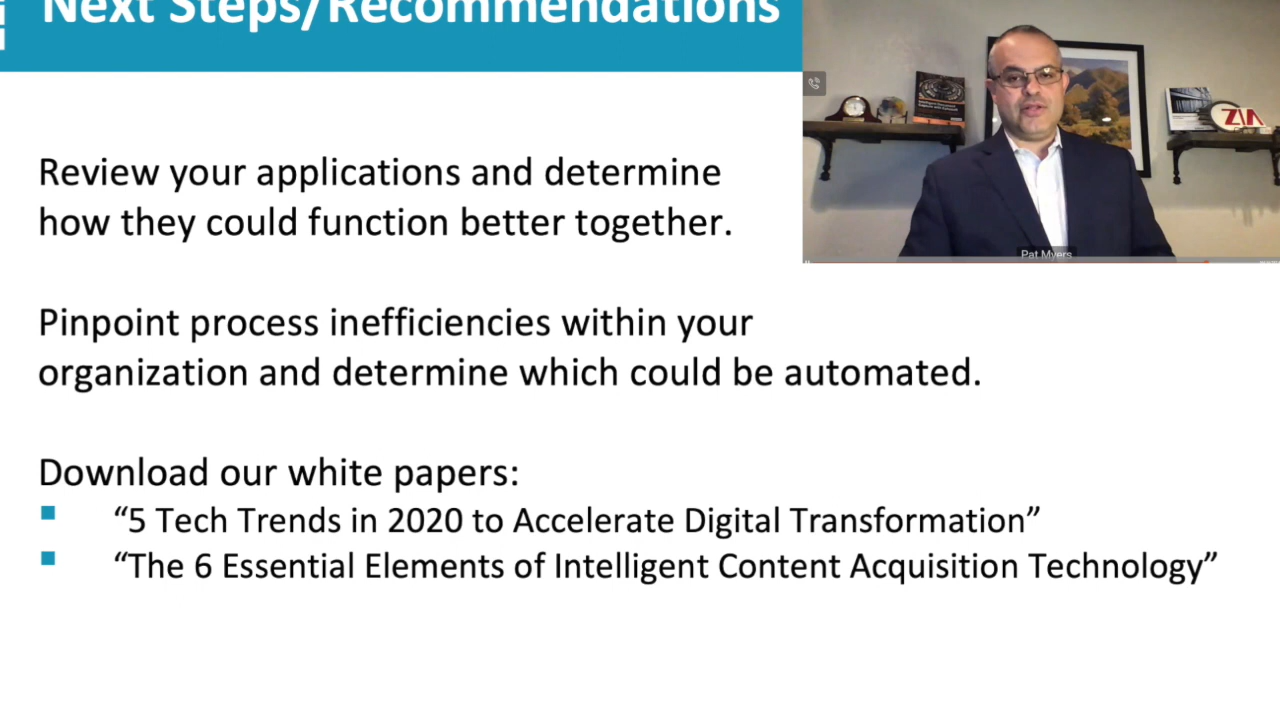 Next Steps/Recommendations
Review your applications and determine
how they could function better together.
Pinpoint process inefficiencies within your
organization and determine which could be automated.
Download our white papers:
“5 Tech Trends in 2020 to Accelerate Digital Transformation”
“The 6 Essential Elements of Intelligent Content Acquisition Technology”
ZIA
Pat Myers